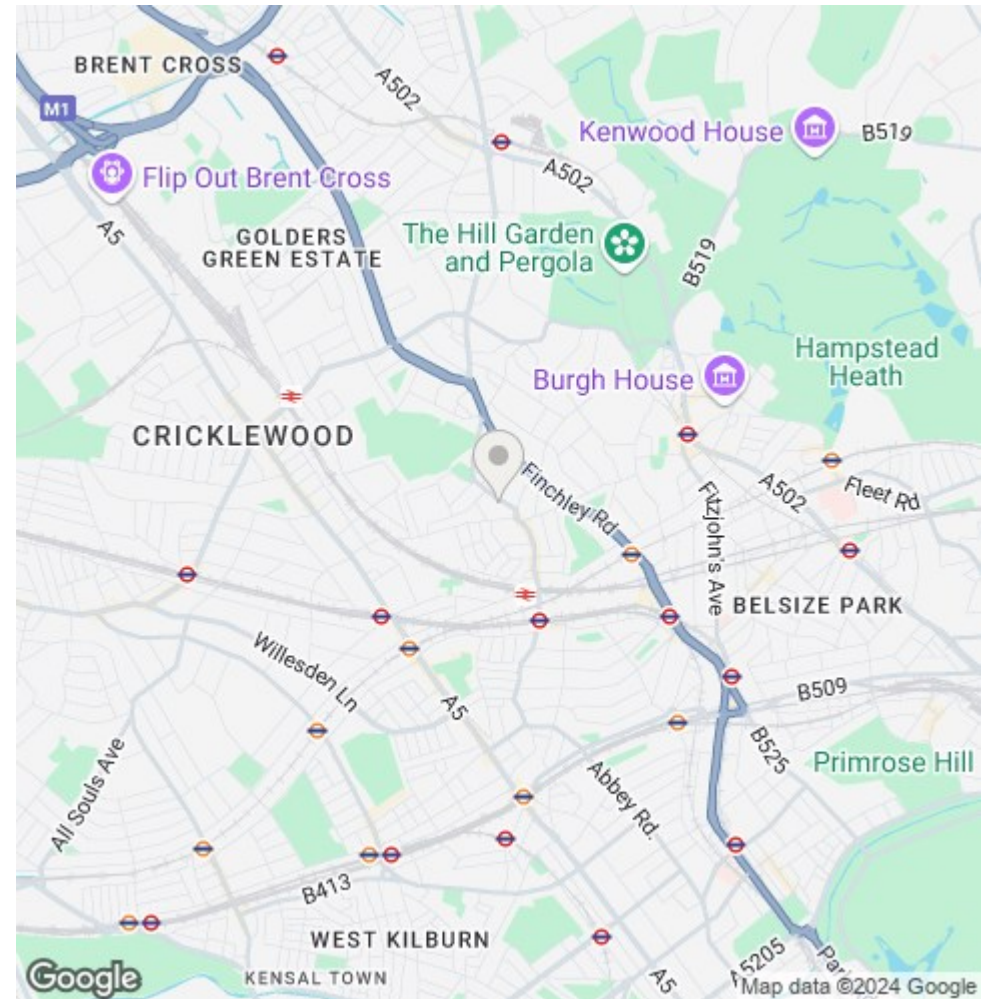 BRENT CROSS
A502
M1
Kenwood House
B519
Flip Out Brent Cross
A502
A5
The Hill Garden
and Pergola
GOLDERS
GREEN ESTATE
B519
Hampstead
Heath
Burgh House
CRICKLEWOOD
A502
Fleet Rd
Finchley Rd
Fitzjohn's Ave
BELSIZE PARK
Willesden Ln
B509
A5
B525
Primrose Hill
All Souls Ave
Abbey Rd.
B413
WEST KILBURN
KENSAL TOWN
A5
A5205
Google
Map data ©2024 Google